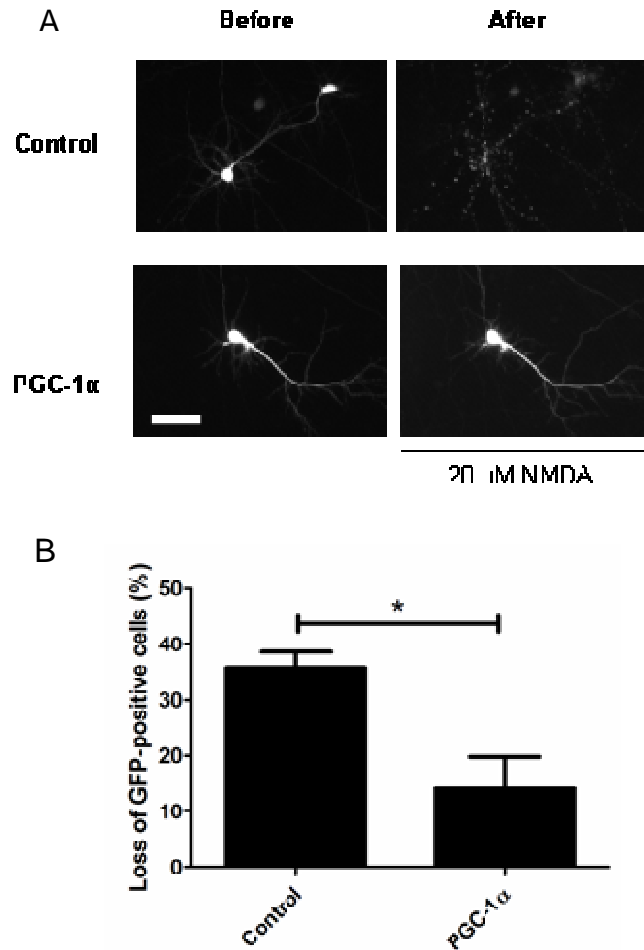 A
Before After
Control
PGC-1α
20 µM NMDA
B
Loss of GFP-positive cells (%)
50
*
40
30
20
10
0
Control PGC-1α